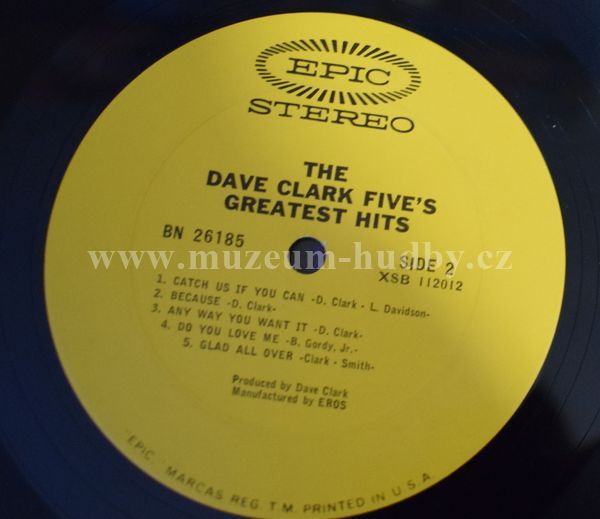 EPIC
STEREO
THE
DAVE CLARK FIVE'S
GREATEST HITS
BN 26185
SIDE 2
XSB 112012
www.muzeum-hudby.cz
1. CATCH US IF YOU CAN -D. Clark - L. Davidson-
2. BECAUSE -D. Clark-
3. ANY WAY YOU WANT IT -D. Clark-
4. DO YOU LOVE ME -B. Gordy, Jr.-
5. GLAD ALL OVER -Clark - Smith-
Produced by Dave Clark
Manufactured by EROS
"EPIC," MARCAS REG. T.M. PRINTED IN U.S.A.